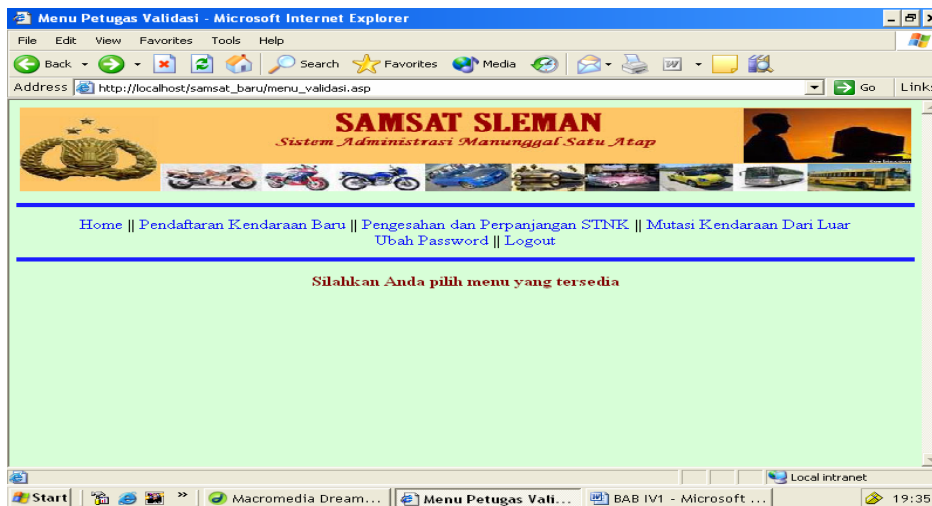 Menu Petugas Validasi - Microsoft Internet Explorer
File Edit View Favorites Tools Help
Back Search Favorites Media
Address http://localhost/samsat_baru/menu_validasi.asp Go Links
SAMSAT SLEMAN
Sistem Administrasi Manunggal Satu Atap
Home || Pendaftaran Kendaraan Baru || Pengesahan dan Perpanjangan STNK || Mutasi Kendaraan Dari Luar
Ubah Password || Logout
Silahkan Anda pilih menu yang tersedia
Local intranet
Start » Macromedia Dream... Menu Petugas Vali... BAB IV1 - Microsoft ... 19:35